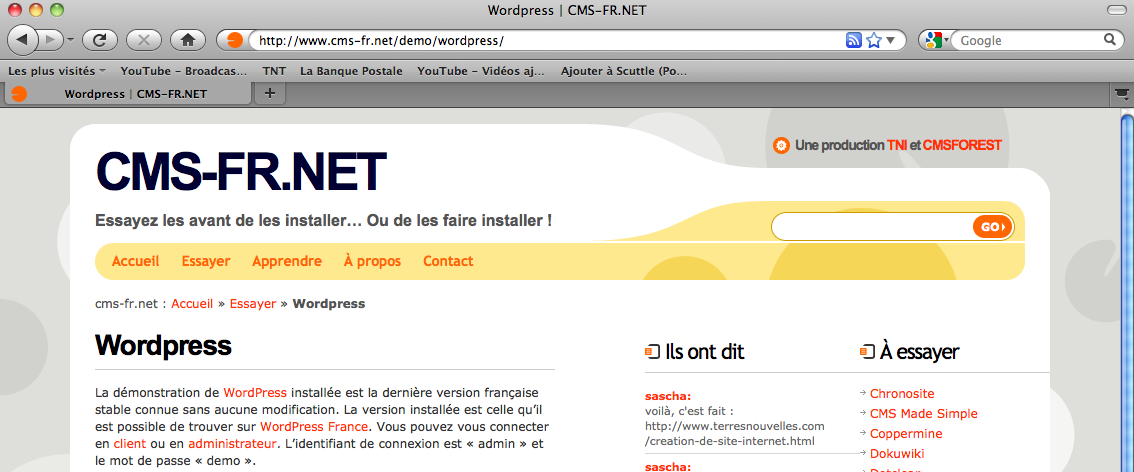 Wordpress | CMS-FR.NET
http://www.cms-fr.net/demo/wordpress/
Google
Les plus visités
YouTube – Broadcas...
TNT
La Banque Postale
YouTube – Vidéos aj...
Ajouter à Scuttle (Po...
Wordpress | CMS-FR.NET
+
Une production TNI et CMSFOREST
CMS-FR.NET
Essayez les avant de les installer… Ou de les faire installer !
GO
Accueil
Essayer
Apprendre
À propos
Contact
cms-fr.net : Accueil » Essayer » Wordpress
Wordpress
La démonstration de WordPress installée est la dernière version française
stable connue sans aucune modification. La version installée est celle qu’il
est possible de trouver sur WordPress France. Vous pouvez vous connecter
en client ou en administrateur. L’identifiant de connexion est « admin » et
le mot de passe « demo ».
Ils ont dit
sascha:
voilà, c'est fait :
http://www.terresnouvelles.com
/creation-de-site-internet.html
sascha:
À essayer
Chronosite
CMS Made Simple
Coppermine
Dokuwiki